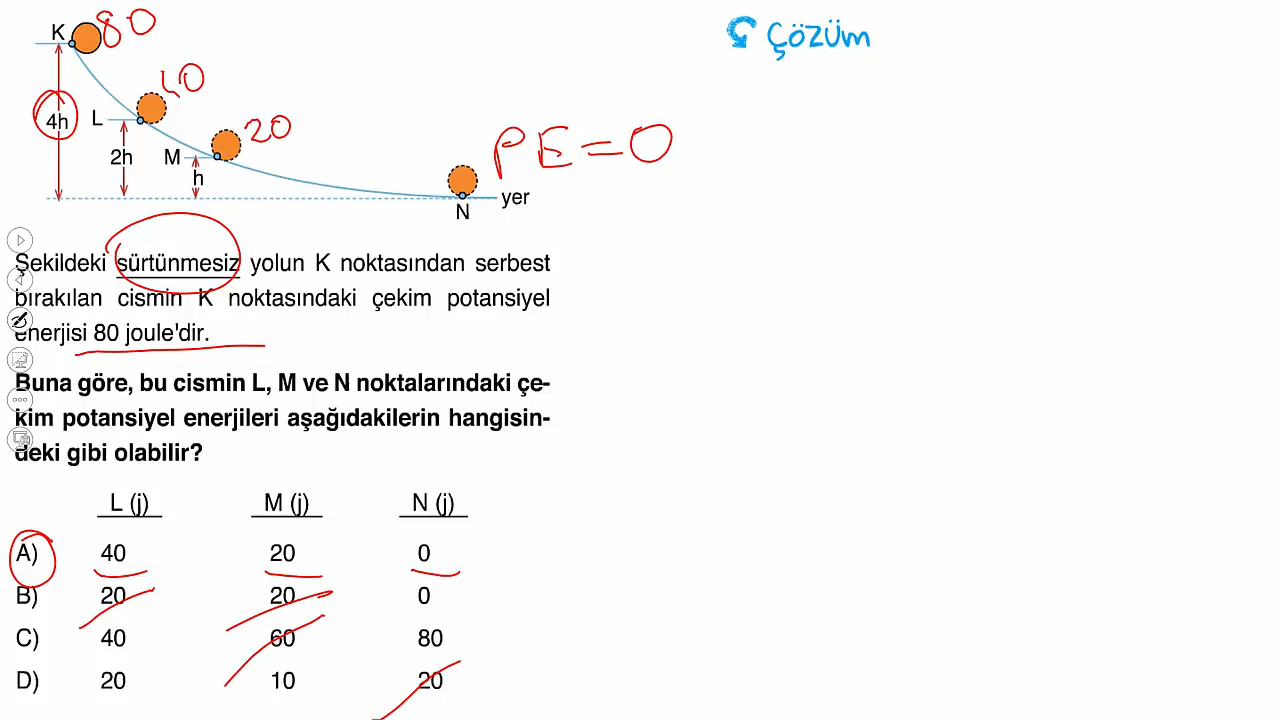 K 80
Çözüm
40
4h L
20
PE=0
2h M
h
yer
N
Şekildeki sürtünmesiz yolun K noktasından serbest
bırakılan cismin K noktasındaki çekim potansiyel
enerjisi 80 joule'dir.
Buna göre, bu cismin L, M ve N noktalarındaki çe-
kim potansiyel enerjileri aşağıdakilerin hangisin-
deki gibi olabilir?
L (j) M (j) N (j)
A) 40 20 0
B) 20 20 0
C) 40 60 80
D) 20 10 20